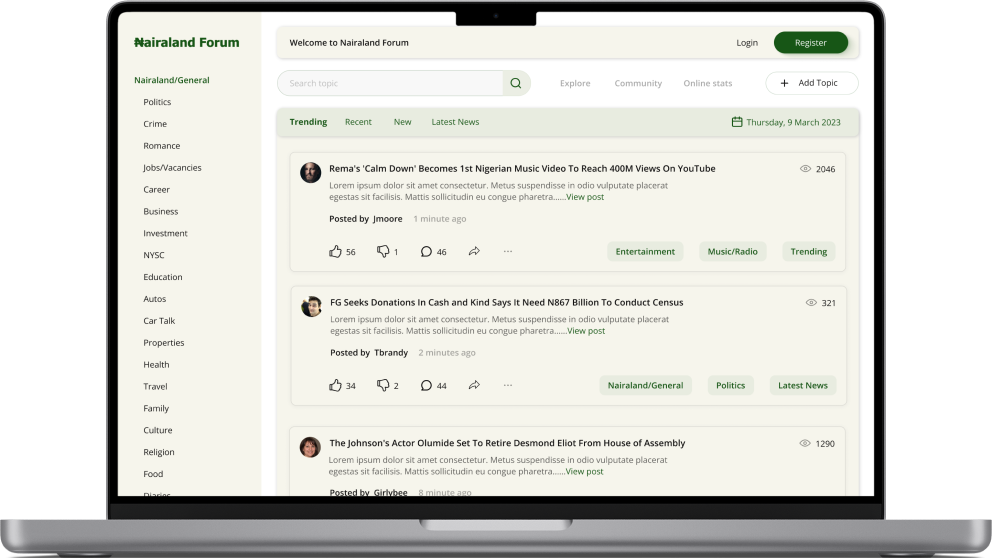 ₦airaland Forum
Nairaland/General
Politics
Crime
Romance
Jobs/Vacancies
Career
Business
Investment
NYSC
Education
Autos
Car Talk
Properties
Health
Travel
Family
Culture
Religion
Food
Diaries
Welcome to Nairaland Forum
Login
Register
Search topic
Explore
Community
Online stats
+ Add Topic
Trending
Recent
New
Latest News
Thursday, 9 March 2023
Rema's 'Calm Down' Becomes 1st Nigerian Music Video To Reach 400M Views On YouTube
2046
Lorem ipsum dolor sit amet consectetur. Metus suspendisse in odio vulputate placerat
egestas sit facilisis. Mattis sollicitudin eu congue pharetra......View post
Posted by Jmoore 1 minute ago
56
1
46
...
Entertainment
Music/Radio
Trending
FG Seeks Donations In Cash and Kind Says It Need N867 Billion To Conduct Census
321
Lorem ipsum dolor sit amet consectetur. Metus suspendisse in odio vulputate placerat
egestas sit facilisis. Mattis sollicitudin eu congue pharetra......View post
Posted by Tbrandy 2 minutes ago
34
2
44
...
Nairaland/General
Politics
Latest News
The Johnson's Actor Olumide Set To Retire Desmond Eliot From House of Assembly
1290
Lorem ipsum dolor sit amet consectetur. Metus suspendisse in odio vulputate placerat
egestas sit facilisis. Mattis sollicitudin eu congue pharetra......View post
Posted by Girlybee 8 minute ago